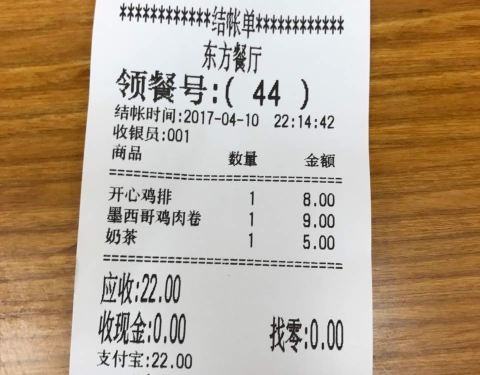 ***********结帐单***********
东方餐厅
领餐号:( 44 )
结帐时间:2017-04-10 22:14:42
收银员:001
商品 数量 金额
================================
开心鸡排 1 8.00
墨西哥鸡肉卷 1 9.00
奶茶 1 5.00
================================
应收:22.00
收现金:0.00 找零:0.00
支付宝:22.00